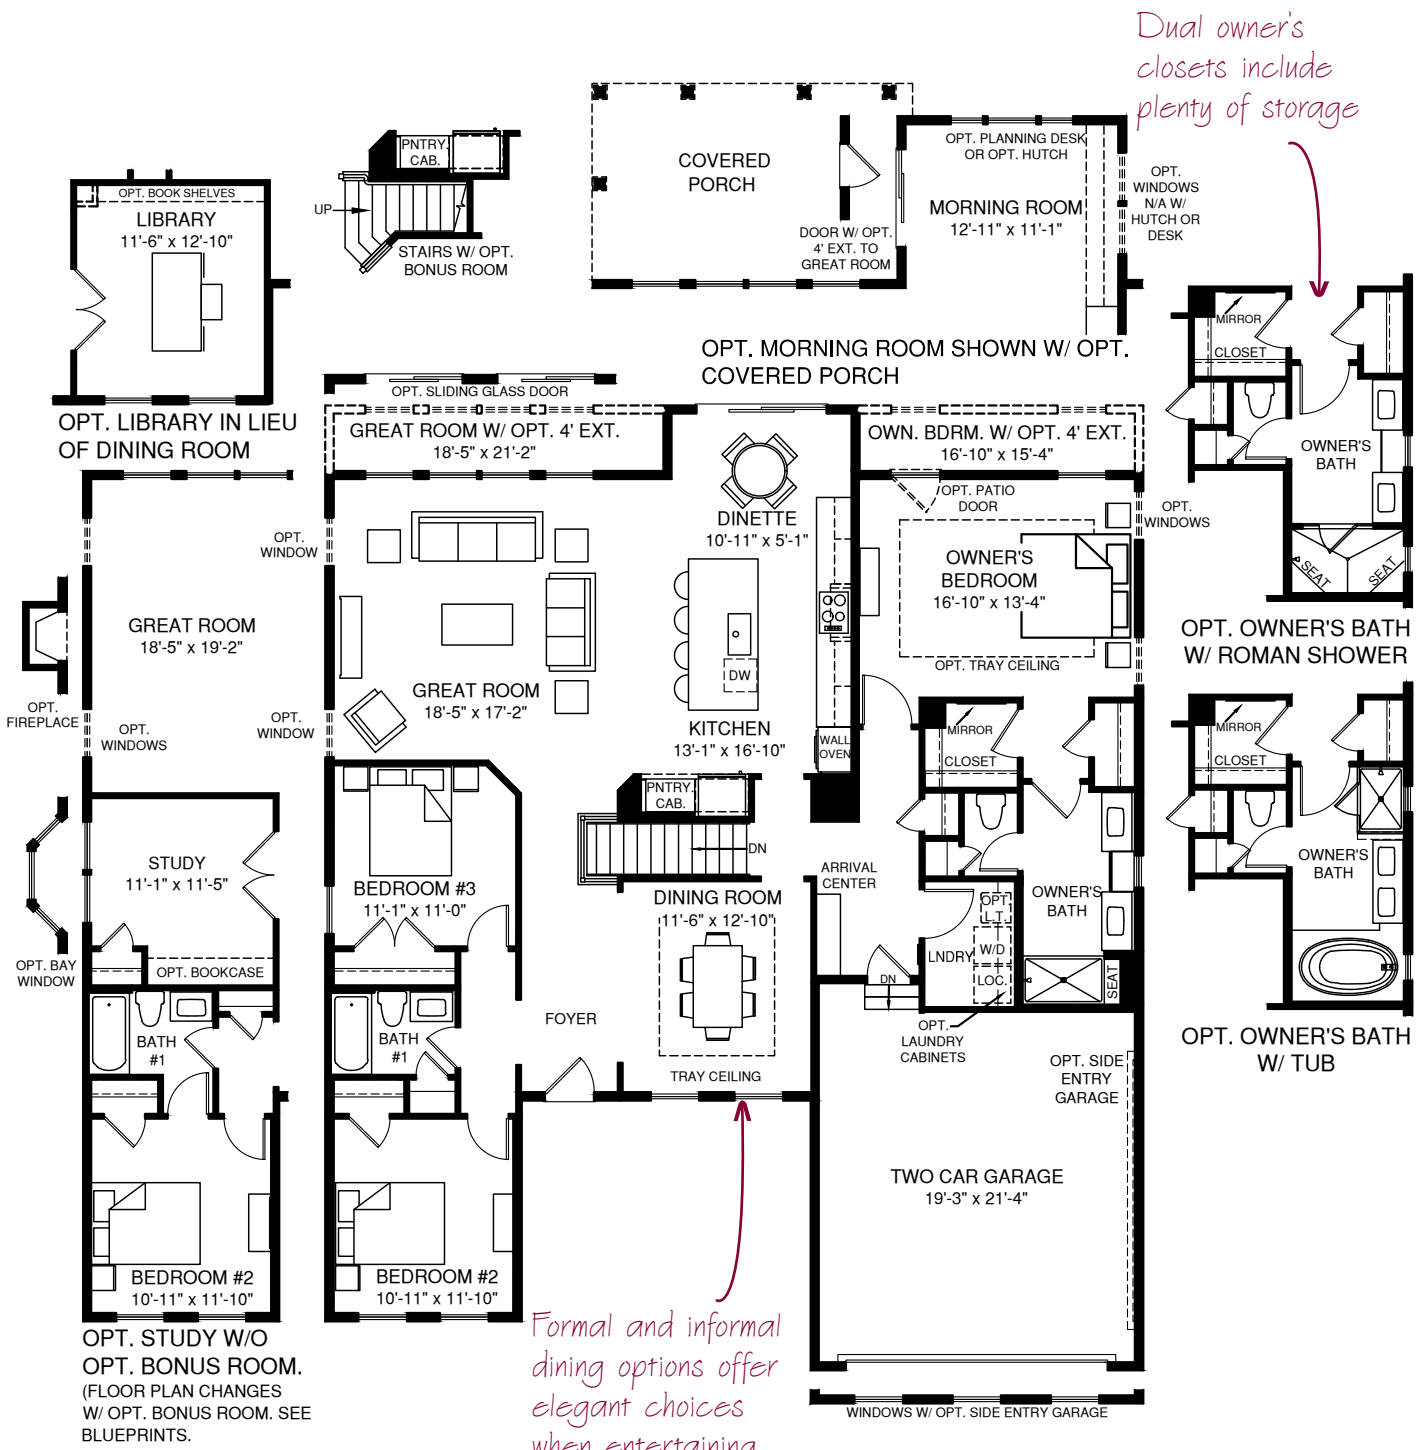 Dual owner's
closets include
plenty of storage
PNTRY.
CAB.
UP
STAIRS W/ OPT.
BONUS ROOM
OPT. BOOK SHELVES
LIBRARY
11'-6" x 12'-10"
OPT. LIBRARY IN LIEU
OF DINING ROOM
COVERED
PORCH
OPT. PLANNING DESK
OR OPT. HUTCH
MORNING ROOM
12'-11" x 11'-1"
DOOR W/ OPT.
4' EXT. TO
GREAT ROOM
OPT.
WINDOWS
N/A W/
HUTCH OR
DESK
OPT. MORNING ROOM SHOWN W/ OPT.
COVERED PORCH
MIRROR
CLOSET
OWNER'S
BATH
SEAT
SEAT
OPT. OWNER'S BATH
W/ ROMAN SHOWER
MIRROR
CLOSET
OWNER'S
BATH
OPT. OWNER'S BATH
W/ TUB
OPT. SLIDING GLASS DOOR
GREAT ROOM W/ OPT. 4' EXT.
18'-5" x 21'-2"
OWN. BDRM. W/ OPT. 4' EXT.
16'-10" x 15'-4"
OPT. PATIO
DOOR
OPT.
WINDOWS
DINETTE
10'-11" x 5'-1"
OWNER'S
BEDROOM
16'-10" x 13'-4"
OPT. TRAY CEILING
OPT.
WINDOW
GREAT ROOM
18'-5" x 19'-2"
OPT.
FIREPLACE
OPT.
WINDOWS
OPT.
WINDOW
GREAT ROOM
18'-5" x 17'-2"
DW
KITCHEN
13'-1" x 16'-10"
WALL
OVEN
MIRROR
CLOSET
PNTRY.
CAB.
DN
STUDY
11'-1" x 11'-5"
OPT. BAY
WINDOW
OPT. BOOKCASE
BEDROOM #3
11'-1" x 11'-0"
DINING ROOM
11'-6" x 12'-10"
ARRIVAL
CENTER
OPT.
L.T.
W/D
LOC.
LNDRY
OWNER'S
BATH
SEAT
DN
OPT.
LAUNDRY
CABINETS
BATH
#1
BATH
#1
FOYER
TRAY CEILING
OPT. SIDE
ENTRY
GARAGE
TWO CAR GARAGE
19'-3" x 21'-4"
BEDROOM #2
10'-11" x 11'-10"
BEDROOM #2
10'-11" x 11'-10"
OPT. STUDY W/O
OPT. BONUS ROOM.
(FLOOR PLAN CHANGES
W/ OPT. BONUS ROOM. SEE
BLUEPRINTS.
Formal and informal
dining options offer
elegant choices
when entertaining
WINDOWS W/ OPT. SIDE ENTRY GARAGE